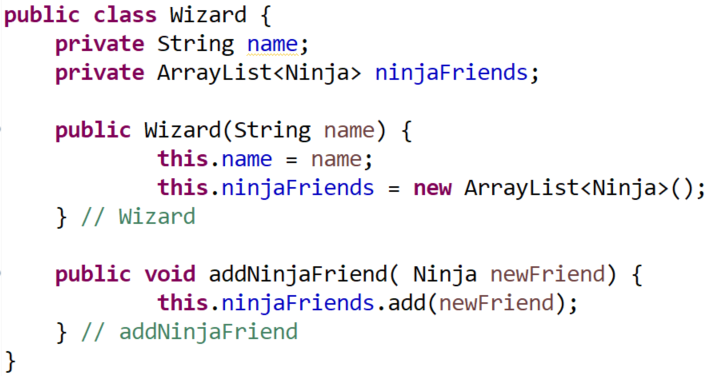 public class Wizard {
private String name;
private ArrayList<Ninja> ninjaFriends;
public Wizard(String name) {
this.name = name;
this.ninjaFriends = new ArrayList<Ninja>();
} // Wizard
public void addNinjaFriend( Ninja newFriend) {
this.ninjaFriends.add(newFriend);
} // addNinjaFriend
}